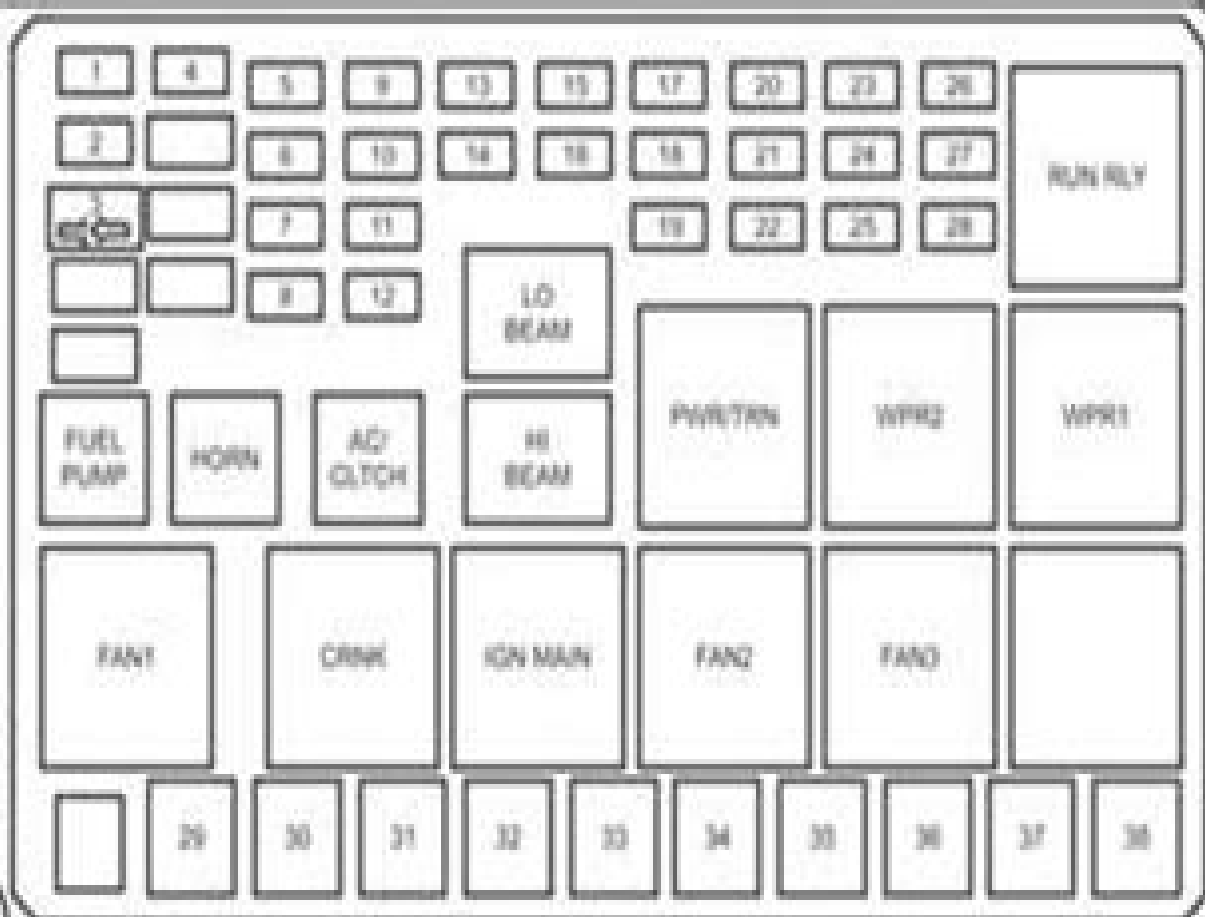 1 4 5 9 13 15 17 20 23 26
2 6 10 14 16 18 21 24 27
RUN RLY
3 7 11 19 22 25 28
8 12
LO
BEAM
FUEL
PUMP
HORN
AC/
CLTCH
HI
BEAM
PWR/TRN
WPR2
WPR1
FAN1
CRNK
IGN MAIN
FAN2
FAN3
29 30 31 32 33 34 35 36 37 38